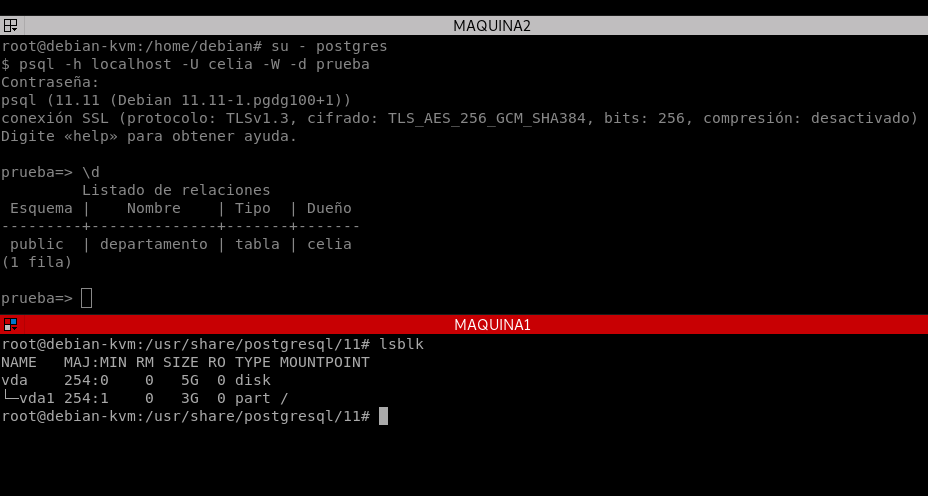 MAQUINA2
root@debian-kvm:/home/debian# su - postgres
$ psql -h localhost -U celia -W -d prueba
Contraseña:
psql (11.11 (Debian 11.11-1.pgdg100+1))
conexión SSL (protocolo: TLSv1.3, cifrado: TLS_AES_256_GCM_SHA384, bits: 256, compresión: desactivado)
Digite «help» para obtener ayuda.
prueba=> \d
         Listado de relaciones
 Esquema |    Nombre    | Tipo  | Dueño
---------+--------------+-------+-------
 public  | departamento | tabla | celia
(1 fila)
prueba=>
MAQUINA1
root@debian-kvm:/usr/share/postgresql/11# lsblk
NAME   MAJ:MIN RM SIZE RO TYPE MOUNTPOINT
vda    254:0    0   5G  0 disk
└─vda1 254:1    0   3G  0 part /
root@debian-kvm:/usr/share/postgresql/11#